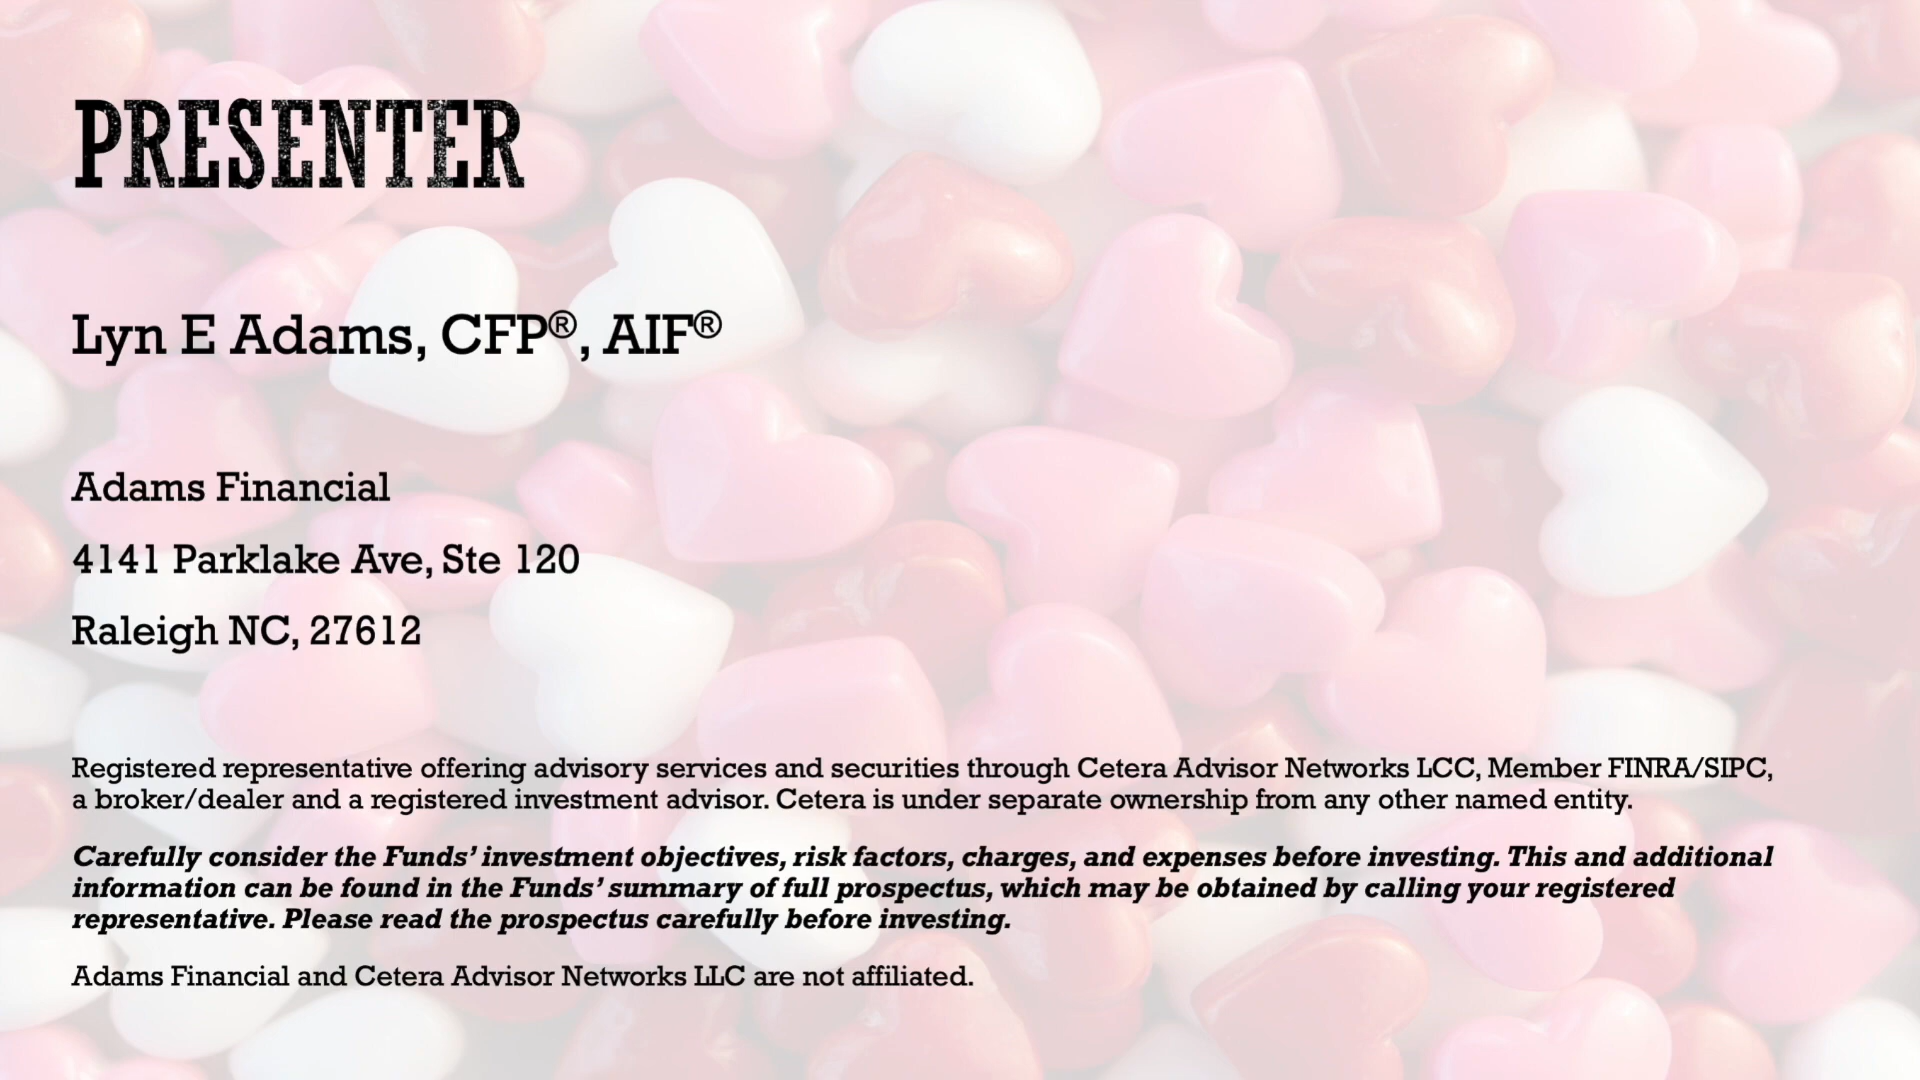 PRESENTER
Lyn E Adams, CFP®, AIF®
Adams Financial
4141 Parklake Ave, Ste 120
Raleigh NC, 27612
Registered representative offering advisory services and securities through Cetera Advisor Networks LCC, Member FINRA/SIPC,
a broker/dealer and a registered investment advisor. Cetera is under separate ownership from any other named entity.
Carefully consider the Funds’ investment objectives, risk factors, charges, and expenses before investing. This and additional
information can be found in the Funds’ summary of full prospectus, which may be obtained by calling your registered
representative. Please read the prospectus carefully before investing.
Adams Financial and Cetera Advisor Networks LLC are not affiliated.